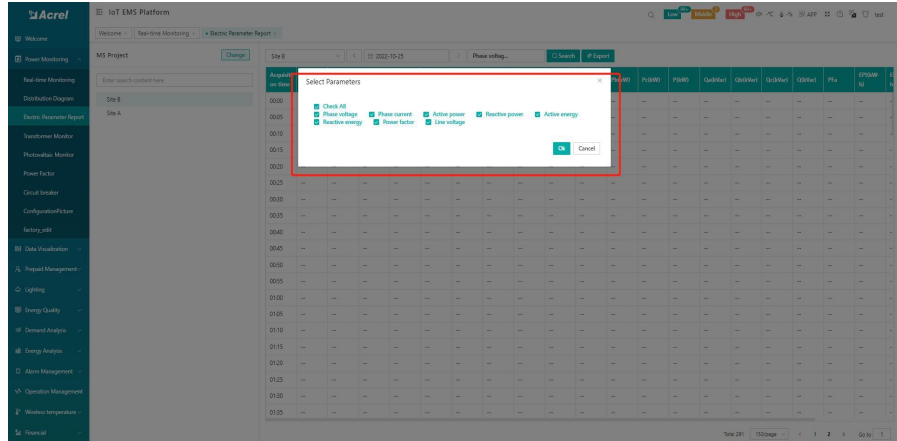 Acrel
IoT EMS Platform
Low
Middle
High
APP
test
Welcome
Welcome
Real-time Monitoring
Electric Parameter Report
Power Monitoring
MS Project
Change
Site B
2022-10-25
Phase voltag...
Search
Export
Real-time Monitoring
Enter search content here
Distribution Diagram
Site B
Electric Parameter Report
Site A
Transformer Monitor
Photovoltaic Monitor
Power Factor
Circuit breaker
ConfigurationPicture
factory_edit
Data Visualization
Prepaid Management
Lighting
Energy Quality
Demand Analysis
Energy Analysis
Alarm Management
Operation Management
Wireless temperature
Financial
Select Parameters
Check All
Phase voltage Phase current Active power Reactive power Active energy
Reactive energy Power factor Line voltage
Ok Cancel
Pc(kW) P(kW) Qa(kVar) Qb(kVar) Qc(kVar) Q(kVar) PFa
00:00
00:05
00:10
00:15
00:20
00:25
00:30
00:35
00:40
00:45
00:50
00:55
01:00
01:05
01:10
01:15
01:20
01:25
01:30
01:35
Total 291 150/page 1 2 Go to 1